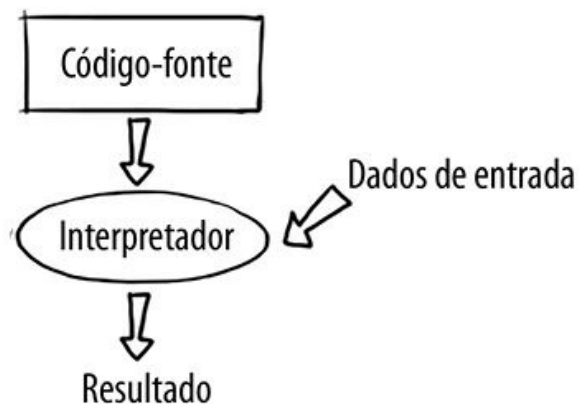 Código-fonte
Dados de entrada
Interpretador
Resultado